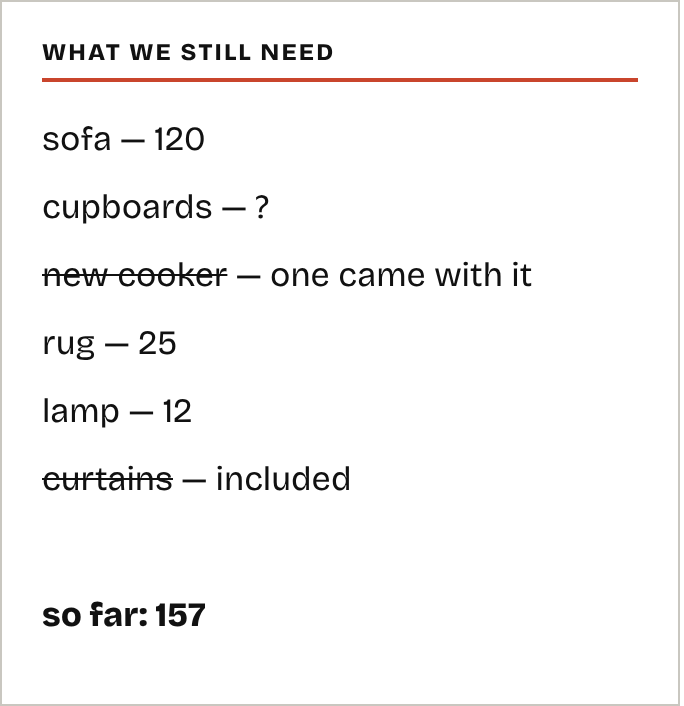 WHAT WE STILL NEED
sofa — 120
cupboards — ?
new cooker — one came with it
rug — 25
lamp — 12
curtains — included
so far: 157